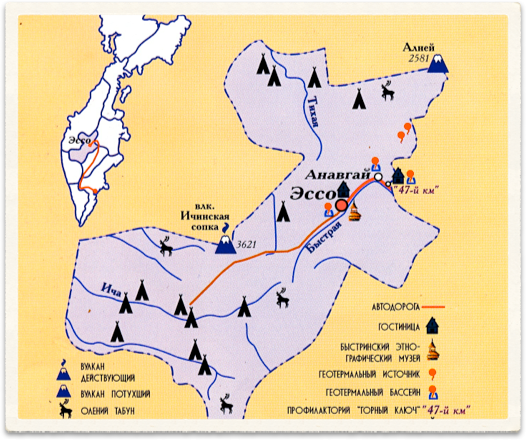 Алней
2581
Тихая
Эссо
Анавгай
Эссо
"47-й км"
влк.
Ичинская
сопка
3621
Быстрая
Ича
АВТОДОРОГА
ГОСТИНИЦА
БЫСТРИНСКИЙ ЭТНО-
ГРАФИЧЕСКИЙ МУЗЕЙ
ГЕОТЕРМАЛЬНЫЙ ИСТОЧНИК
ГЕОТЕРМАЛЬНЫЙ БАССЕЙН
ПРОФИЛАКТОРИЙ "ГОРНЫЙ КЛЮЧ" "47-й км"
ВУЛКАН
ДЕЙСТВУЮЩИЙ
ВУЛКАН ПОТУХШИЙ
ОЛЕНИЙ ТАБУН